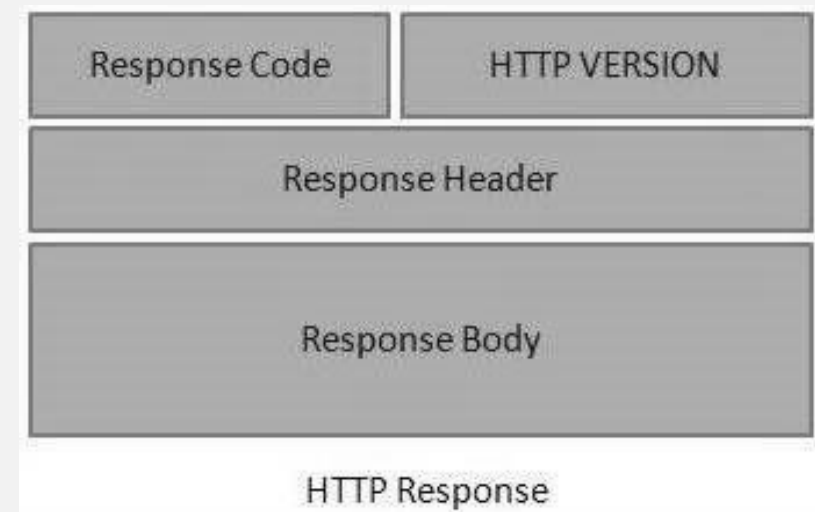 Response Code HTTP VERSION
Response Header
Response Body
HTTP Response